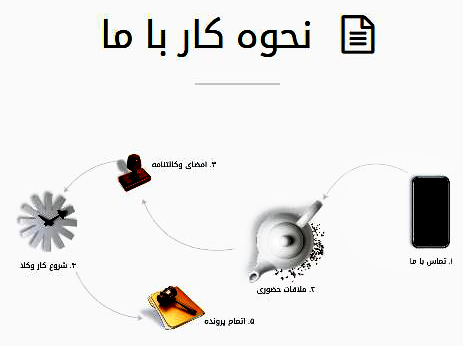 نحوه کار با ما
۱. تماس با ما
۲. ملاقات حضوری
۳. امضای وکالتنامه
۴. شروع کار وکلا
۵. اتمام پرونده